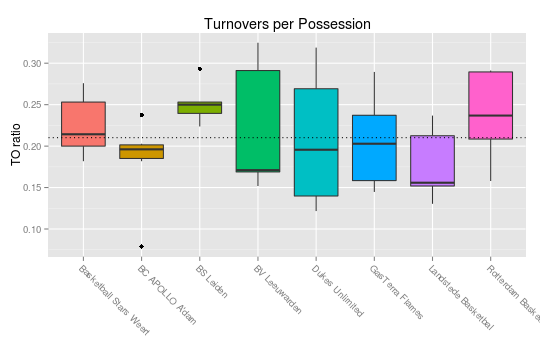 Turnovers per Possession
TO ratio
0.30
0.25
0.20
0.15
0.10
Basketball Stars Weert
BC APOLLO A'dam
BS Leiden
BV Leeuwarden
Dukes Unlimited
GasTerra Flames
Landstede Basketbal
Rotterdam Baske